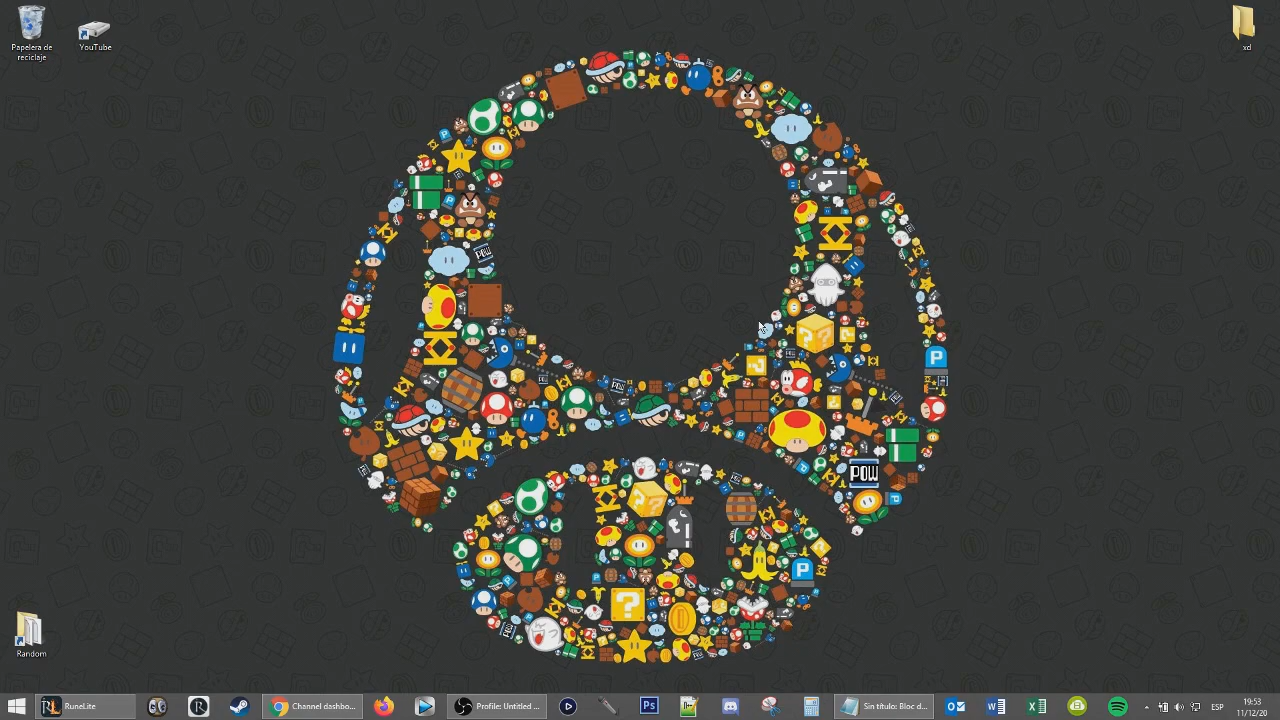 Papelera de
reciclaje
YouTube
xd
POW
P
P
?
POW
P
Random
RuneLite
Channel dashbo...
Profile: Untitled ...
Ps
Sin título: Bloc d...
ESP
19:53
11/12/20